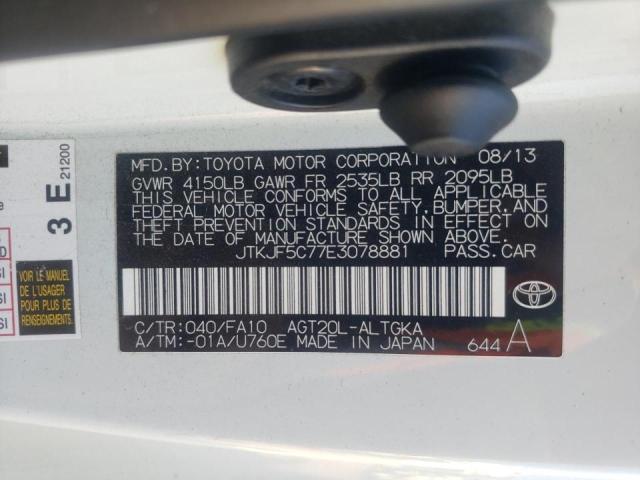 MFD.BY:TOYOTA MOTOR CORPORATION 08/13
GVWR 4150LB GAWR FR 2535LB RR 2095LB
THIS VEHICLE CONFORMS TO ALL APPLICABLE
FEDERAL MOTOR VEHICLE SAFETY,BUMPER,AND
THEFT PREVENTION STANDARDS IN EFFECT ON
THE DATE OF MANUFACTURE SHOWN ABOVE.
JTKJF5C77E3078881 PASS.CAR
C/TR:040/FA10 AGT20L-ALTGKA
A/TM:-01A/U760E MADE IN JAPAN 644 A
TOYOTA
3 E 21200
VOIR LE MANUEL
DE L'USAGER
POUR PLUS DE
RENSEIGNEMENTS